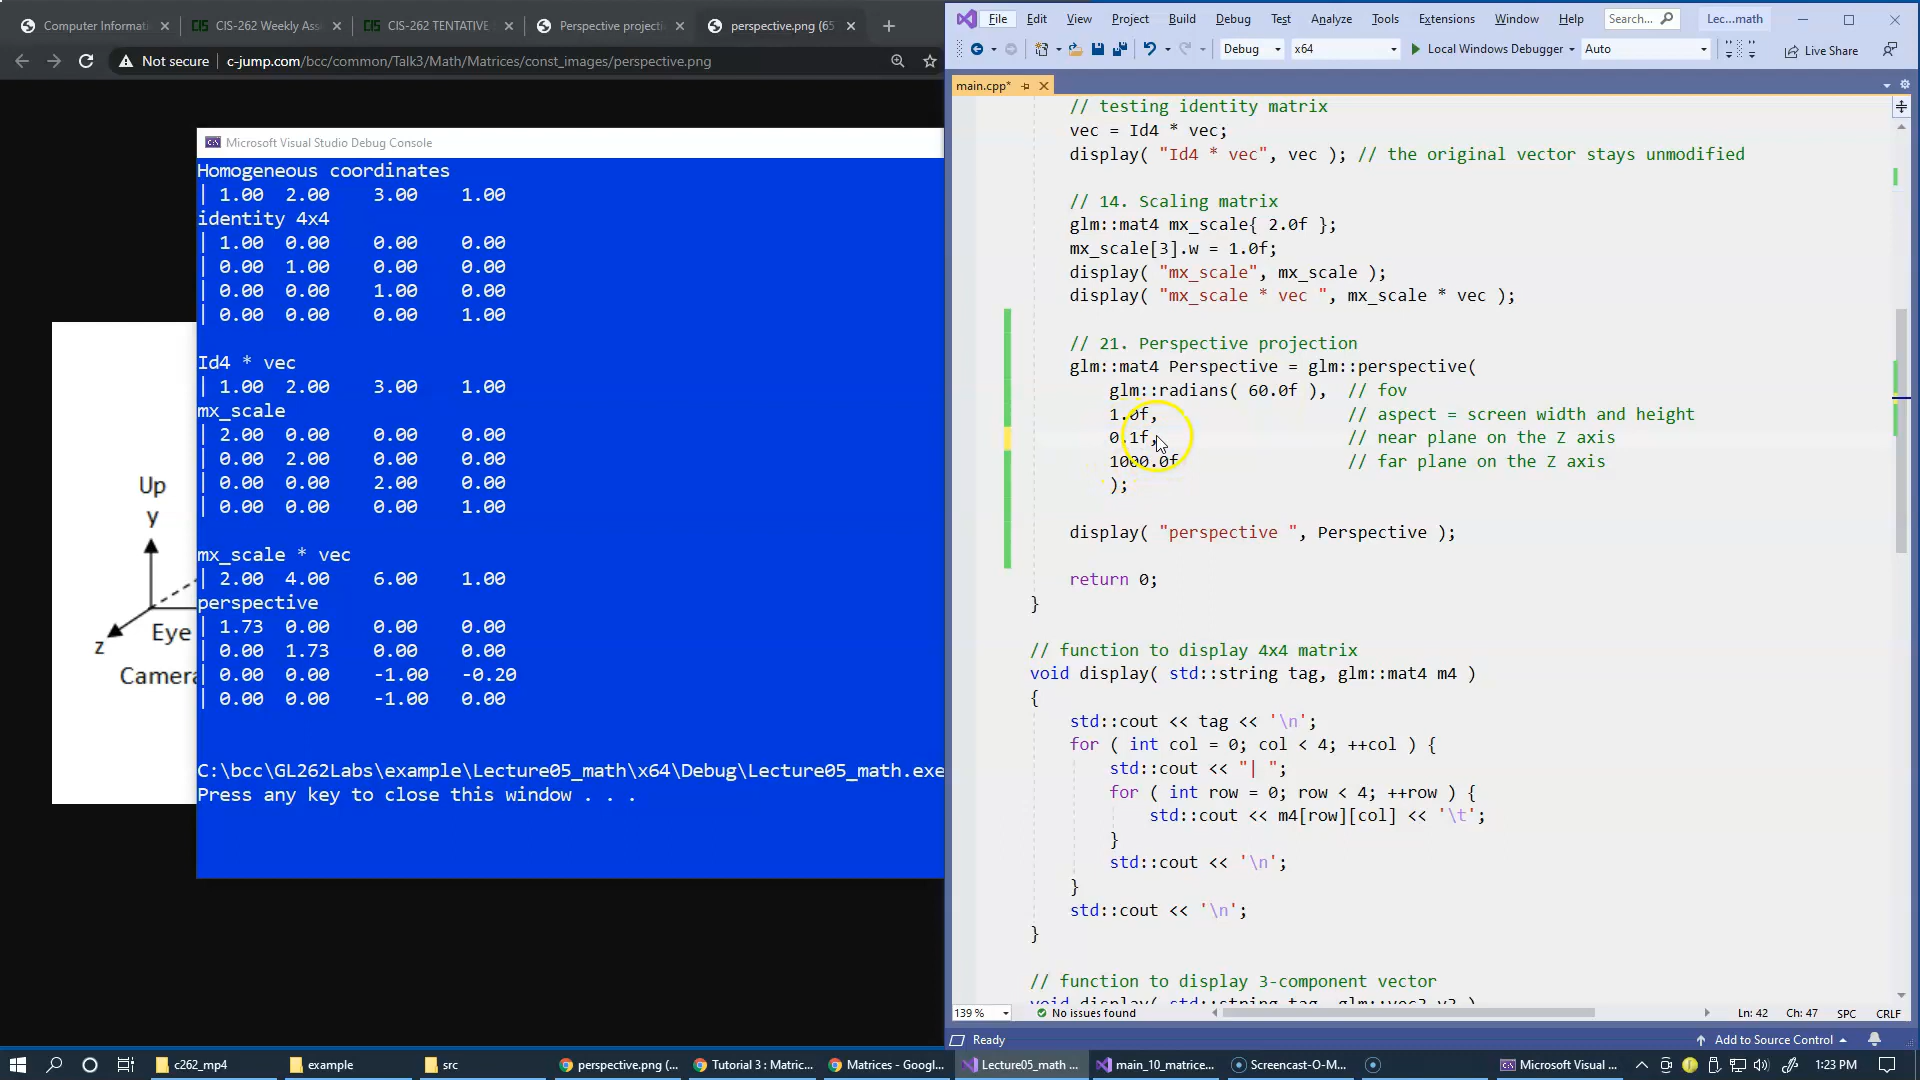 Computer Informati
CIS-262 Weekly Ass
CIS-262 TENTATIVE
Perspective projecti
perspective.png (65
Not secure
c-jump.com/bcc/common/Talk3/Math/Matrices/const_images/perspective.png
Microsoft Visual Studio Debug Console
Homogeneous coordinates
| 1.00 2.00 3.00 1.00
identity 4x4
| 1.00 0.00 0.00 0.00
| 0.00 1.00 0.00 0.00
| 0.00 0.00 1.00 0.00
| 0.00 0.00 0.00 1.00
Id4 * vec
| 1.00 2.00 3.00 1.00
mx_scale
| 2.00 0.00 0.00 0.00
| 0.00 2.00 0.00 0.00
| 0.00 0.00 2.00 0.00
| 0.00 0.00 0.00 1.00
mx_scale * vec
| 2.00 4.00 6.00 1.00
perspective
| 1.73 0.00 0.00 0.00
| 0.00 1.73 0.00 0.00
| 0.00 0.00 -1.00 -0.20
| 0.00 0.00 -1.00 0.00
C:\bcc\GL262Labs\example\Lecture05_math\x64\Debug\Lecture05_math.exe
Press any key to close this window . . .
Up
y
z
Eye
Camera
File Edit View Project Build Debug Test Analyze Tools Extensions Window Help Search... Lec...math
Debug x64 Local Windows Debugger Auto Live Share
main.cpp*
// testing identity matrix
vec = Id4 * vec;
display( "Id4 * vec", vec ); // the original vector stays unmodified
// 14. Scaling matrix
glm::mat4 mx_scale{ 2.0f };
mx_scale[3].w = 1.0f;
display( "mx_scale", mx_scale );
display( "mx_scale * vec ", mx_scale * vec );
// 21. Perspective projection
glm::mat4 Perspective = glm::perspective(
glm::radians( 60.0f ), // fov
1.0f, // aspect = screen width and height
0.1f, // near plane on the Z axis
1000.0f // far plane on the Z axis
);
display( "perspective ", Perspective );
return 0;
}
// function to display 4x4 matrix
void display( std::string tag, glm::mat4 m4 )
{
std::cout << tag << '\n';
for ( int col = 0; col < 4; ++col ) {
std::cout << "| ";
for ( int row = 0; row < 4; ++row ) {
std::cout << m4[row][col] << '\t';
}
std::cout << '\n';
}
std::cout << '\n';
}
// function to display 3-component vector
void display( std::string tag, glm::vec3 v3 )
139 % No issues found Ln: 42 Ch: 47 SPC CRLF
Ready Add to Source Control
c262_mp4 example src perspective.png (... Tutorial 3 : Matric... Matrices - Googl... Lecture05_math ... main_10_matrice... Screencast-O-M... Microsoft Visual ... 1:23 PM